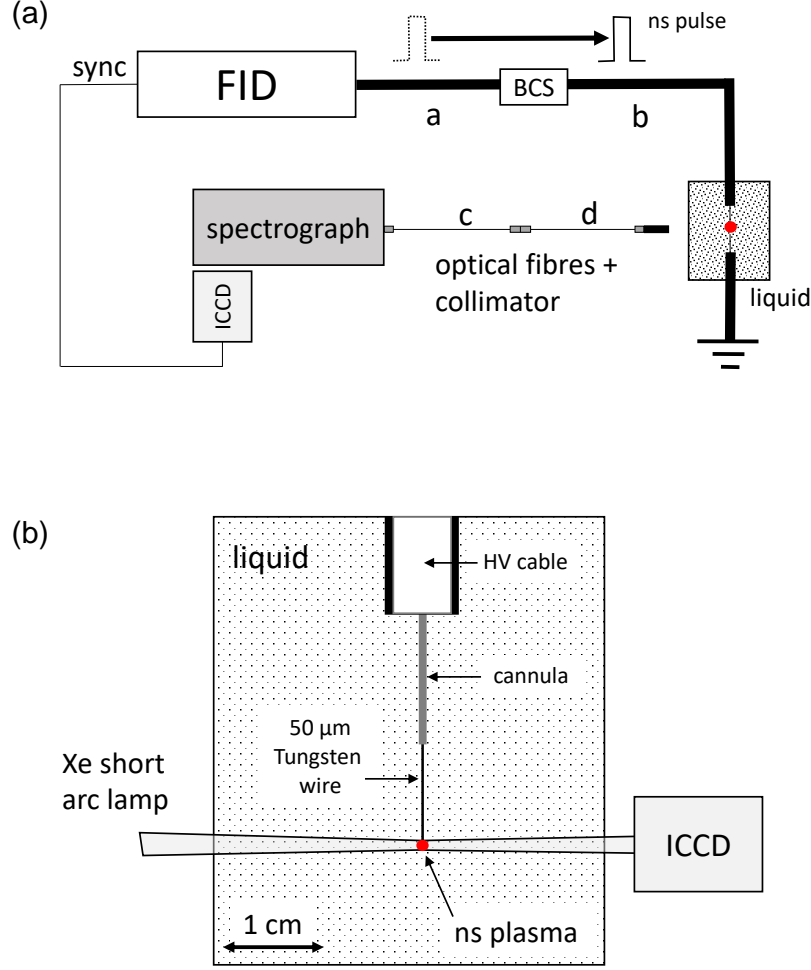 (a)
ns pulse
sync
FID
BCS
a
b
spectrograph
c
d
optical fibres +
collimator
ICCD
liquid
(b)
liquid
HV cable
cannula
50 µm
Tungsten
wire
Xe short
arc lamp
ICCD
1 cm
ns plasma